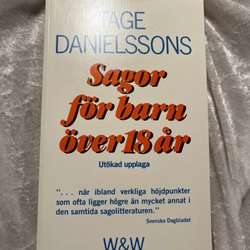 TAGE
DANIELSSONS
Sagor
för barn
över 18 år
Utökad upplaga
"... når ibland verkliga höjdpunkter
som ofta ligger högre än mycket annat i
den samtida sagolitteraturen."
Svenska Dagbladet
W&W